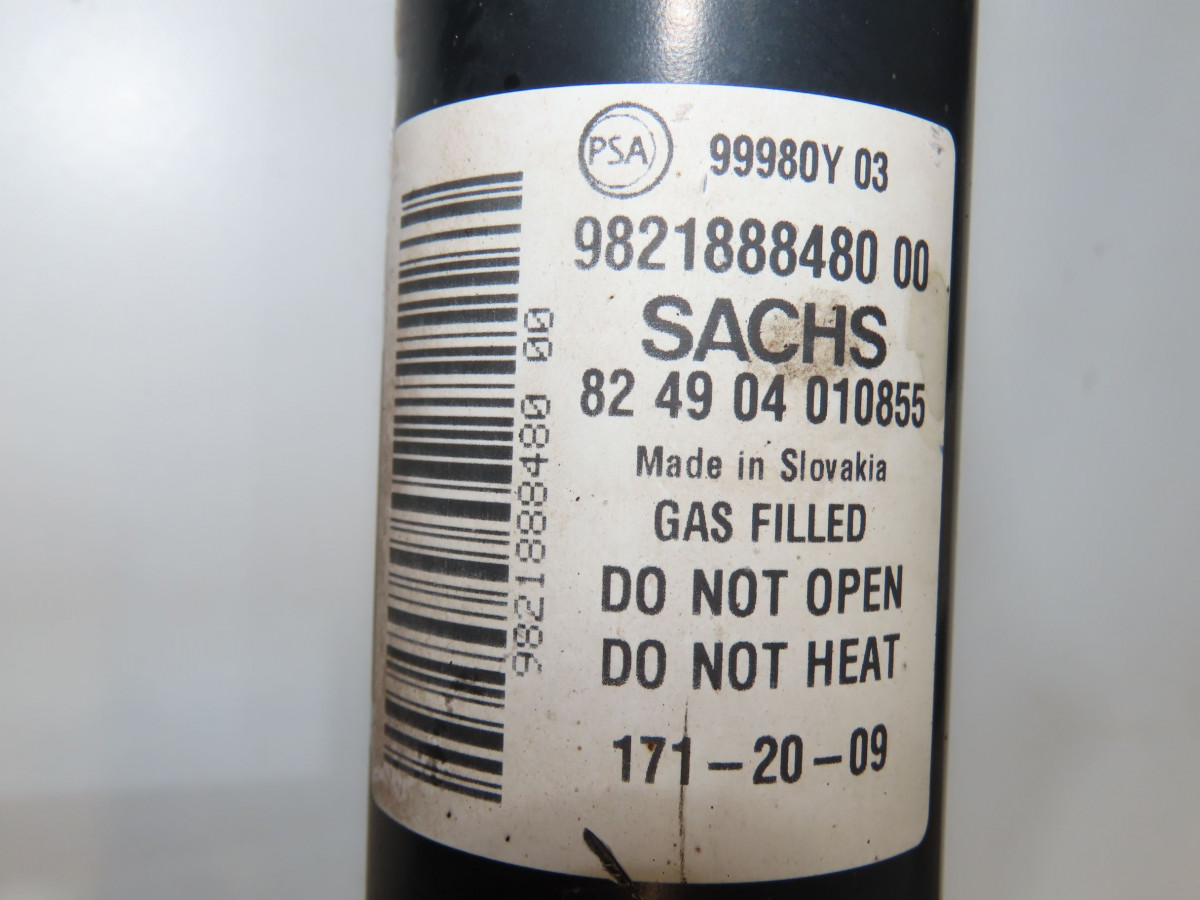 PSA 99980Y 03
9821888480 00
SACHS
82 49 04 010855
Made in Slovakia
GAS FILLED
DO NOT OPEN
DO NOT HEAT
171-20-09
9821888480 00